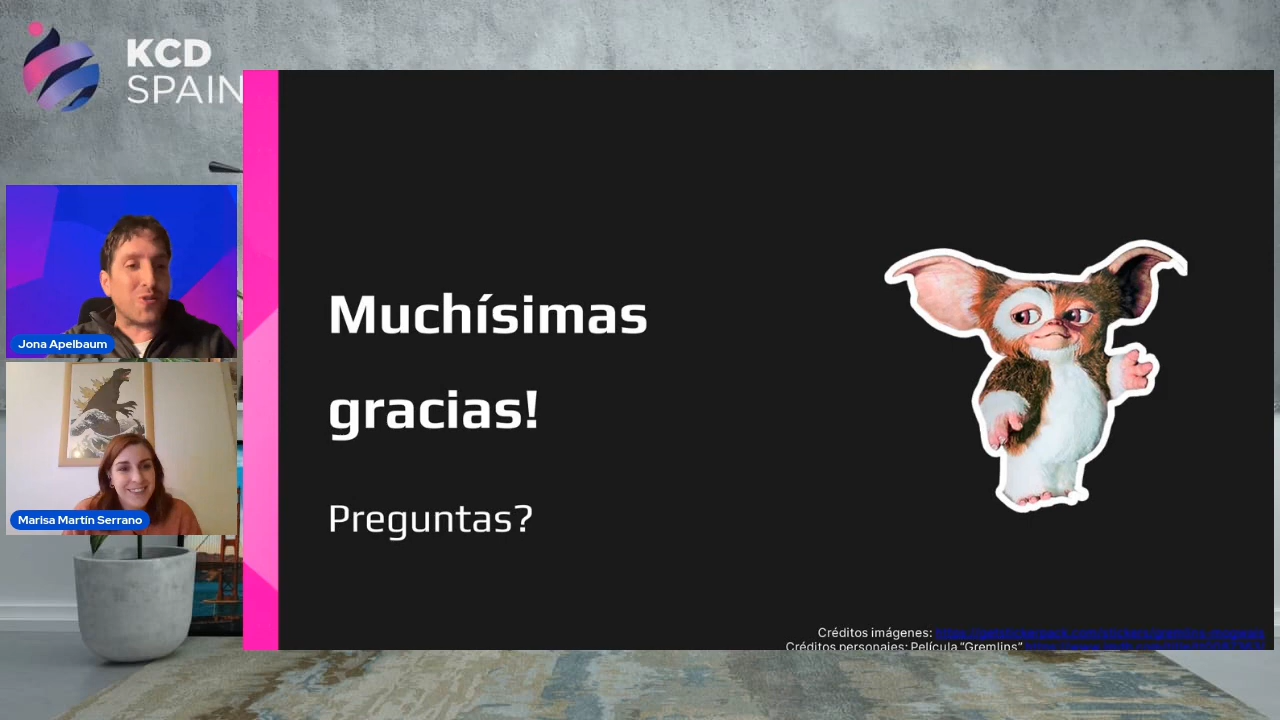 KCD
SPAIN
Jona Apelbaum
Marisa Martín Serrano
Muchísimas
gracias!
Preguntas?
Créditos imágenes:
Créditos personajes: Película “Gremlins”